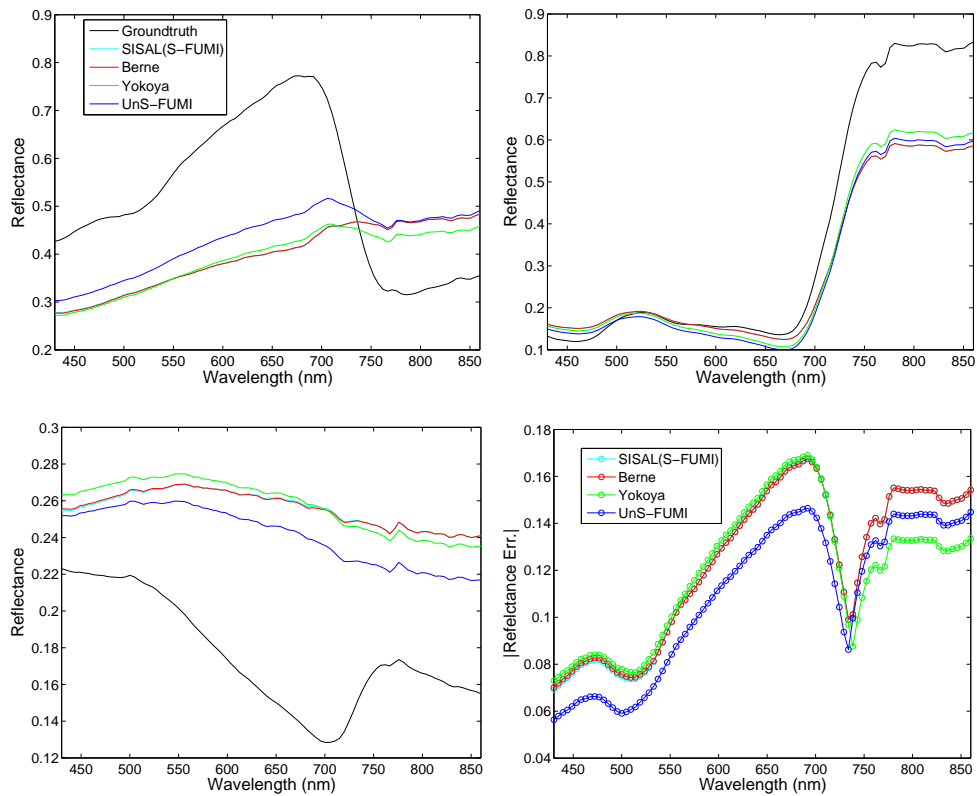 0.9
0.8
0.7
0.6
0.5
0.4
0.3
0.2
Reflectance
Groundtruth
SISAL(S−FUMI)
Berne
Yokoya
UnS−FUMI
450 500 550 600 650 700 750 800 850
Wavelength (nm)
0.9
0.8
0.7
0.6
0.5
0.4
0.3
0.2
0.1
Reflectance
450 500 550 600 650 700 750 800 850
Wavelength (nm)
0.3
0.28
0.26
0.24
0.22
0.2
0.18
0.16
0.14
0.12
Reflectance
450 500 550 600 650 700 750 800 850
Wavelength (nm)
0.18
0.16
0.14
0.12
0.1
0.08
0.06
0.04
|Refelctance Err.|
SISAL(S−FUMI)
Berne
Yokoya
UnS−FUMI
450 500 550 600 650 700 750 800 850
Wavelength (nm)